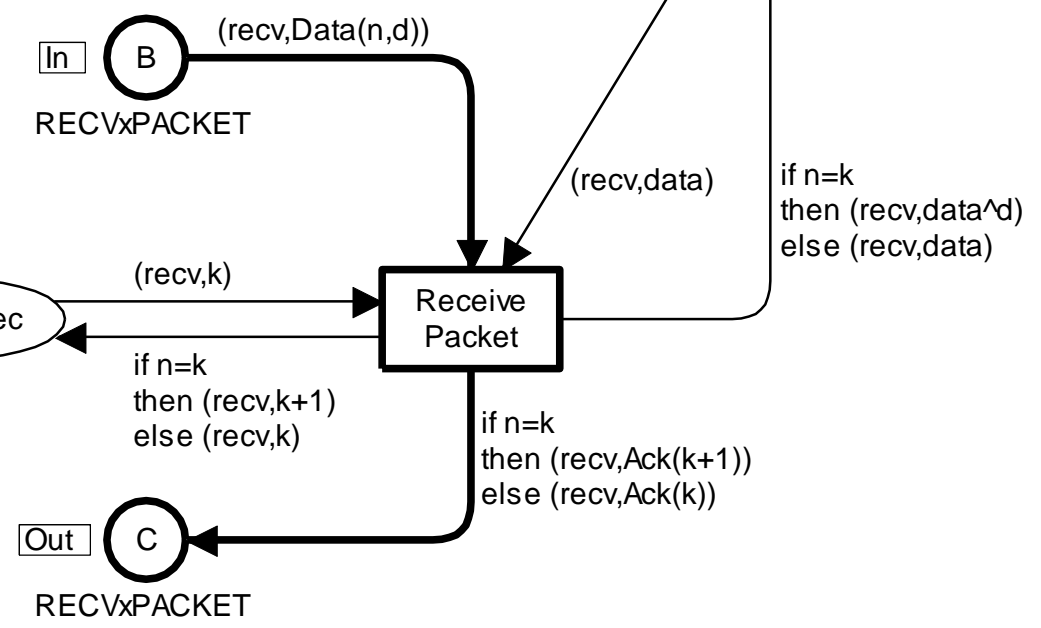 (recv,Data(n,d))
In
B
RECVxPACKET
(recv,data)
if n=k
then (recv,data^d)
else (recv,data)
(recv,k)
ec
Receive
Packet
if n=k
then (recv,k+1)
else (recv,k)
if n=k
then (recv,Ack(k+1))
else (recv,Ack(k))
Out
C
RECVxPACKET